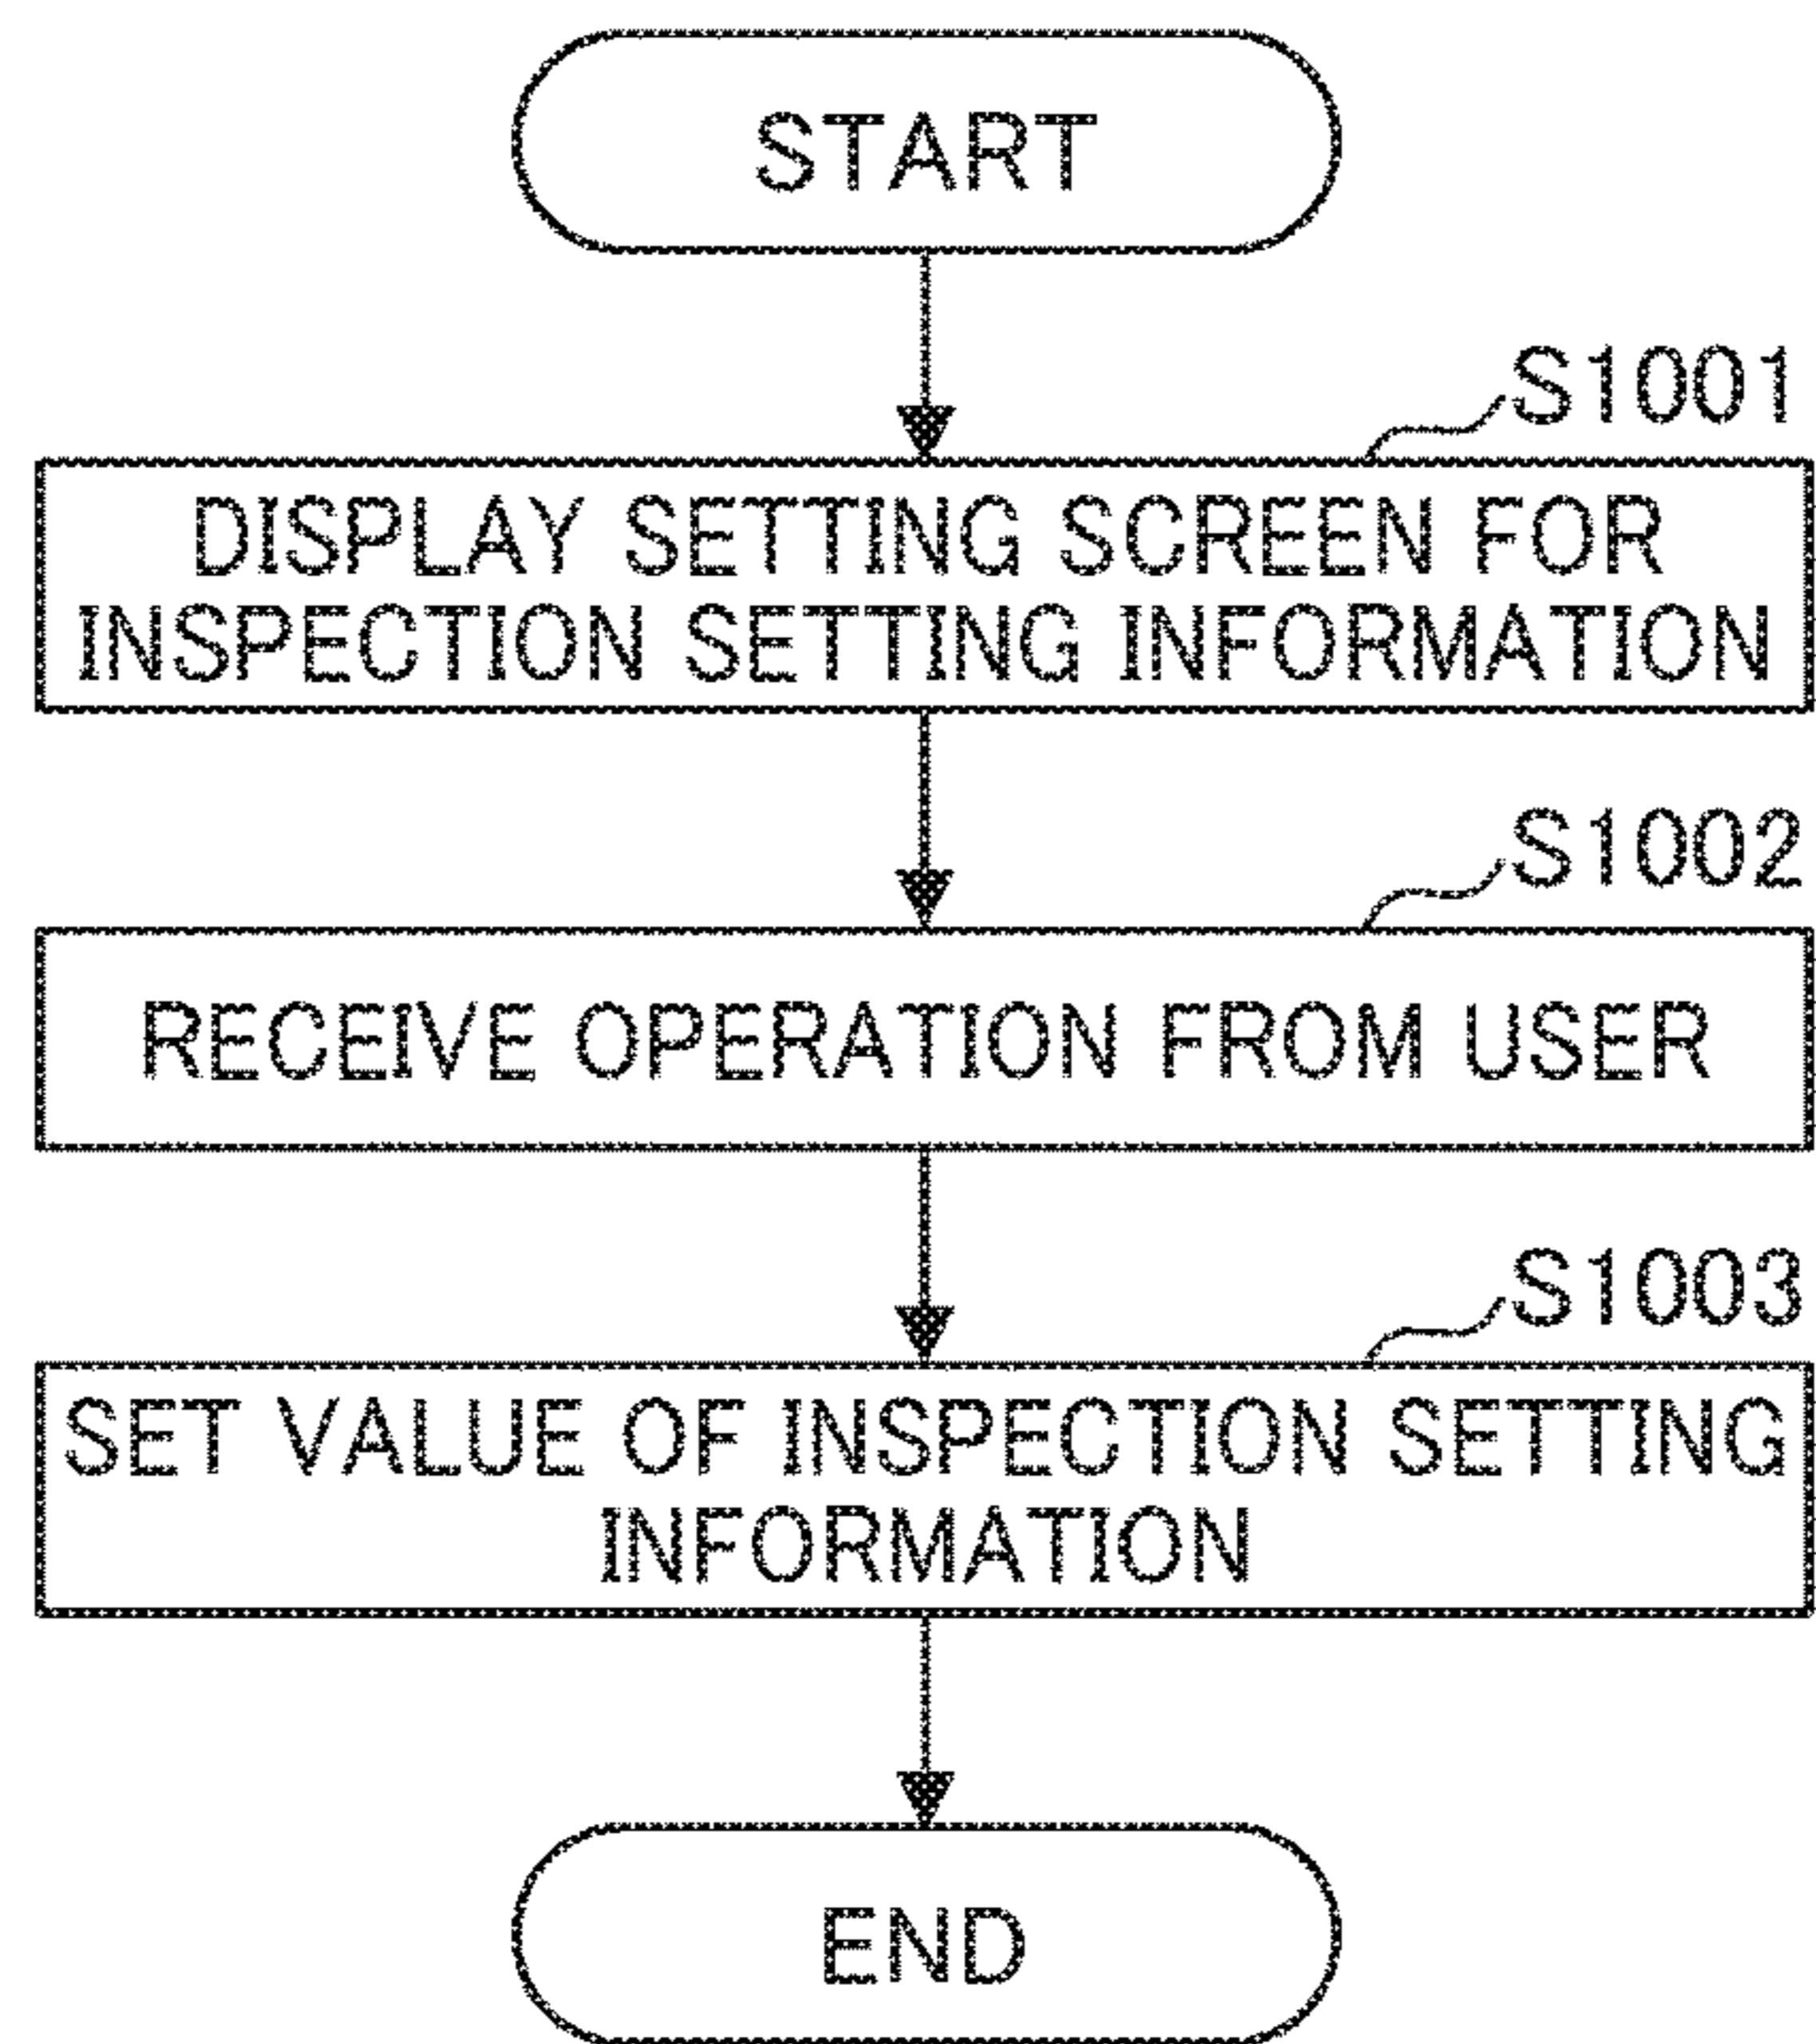 START
S1001
DISPLAY SETTING SCREEN FOR
INSPECTION SETTING INFORMATION
S1002
RECEIVE OPERATION FROM USER
S1003
SET VALUE OF INSPECTION SETTING
INFORMATION
END